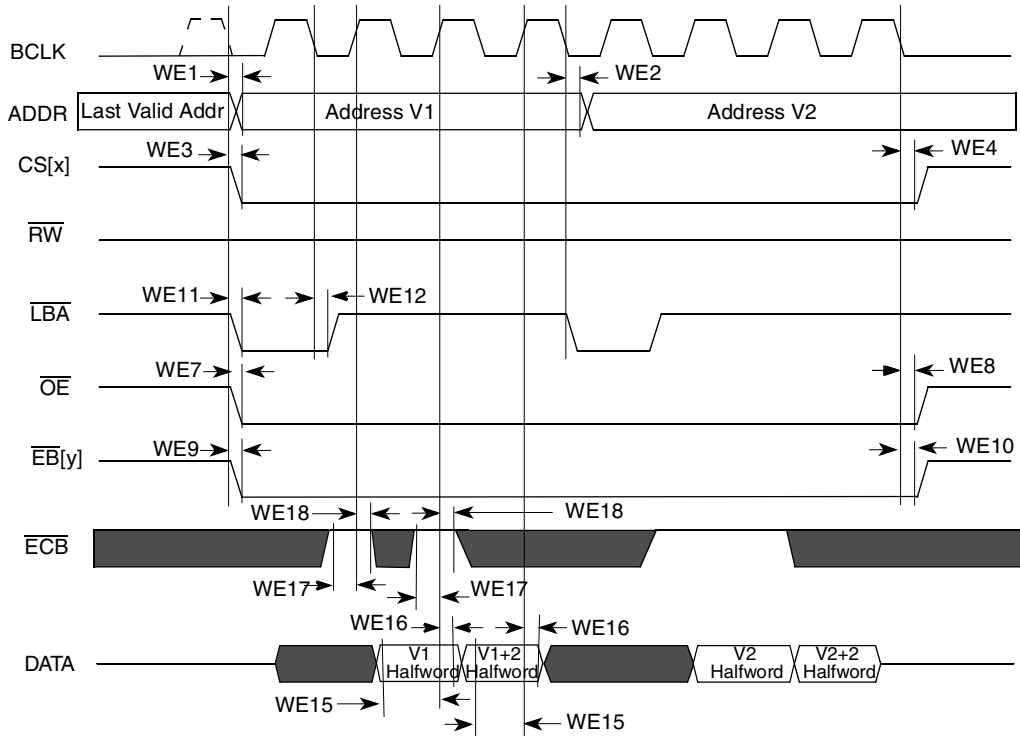 BCLK
WE1
WE2
ADDR
Last Valid Addr
Address V1
Address V2
WE3
WE4
CS[x]
RW
WE11
WE12
LBA
WE7
WE8
OE
WE9
WE10
EB[y]
WE18
WE18
ECB
WE17
WE17
WE16
WE16
DATA
V1 Halfword
V1+2 Halfword
V2 Halfword
V2+2 Halfword
WE15
WE15